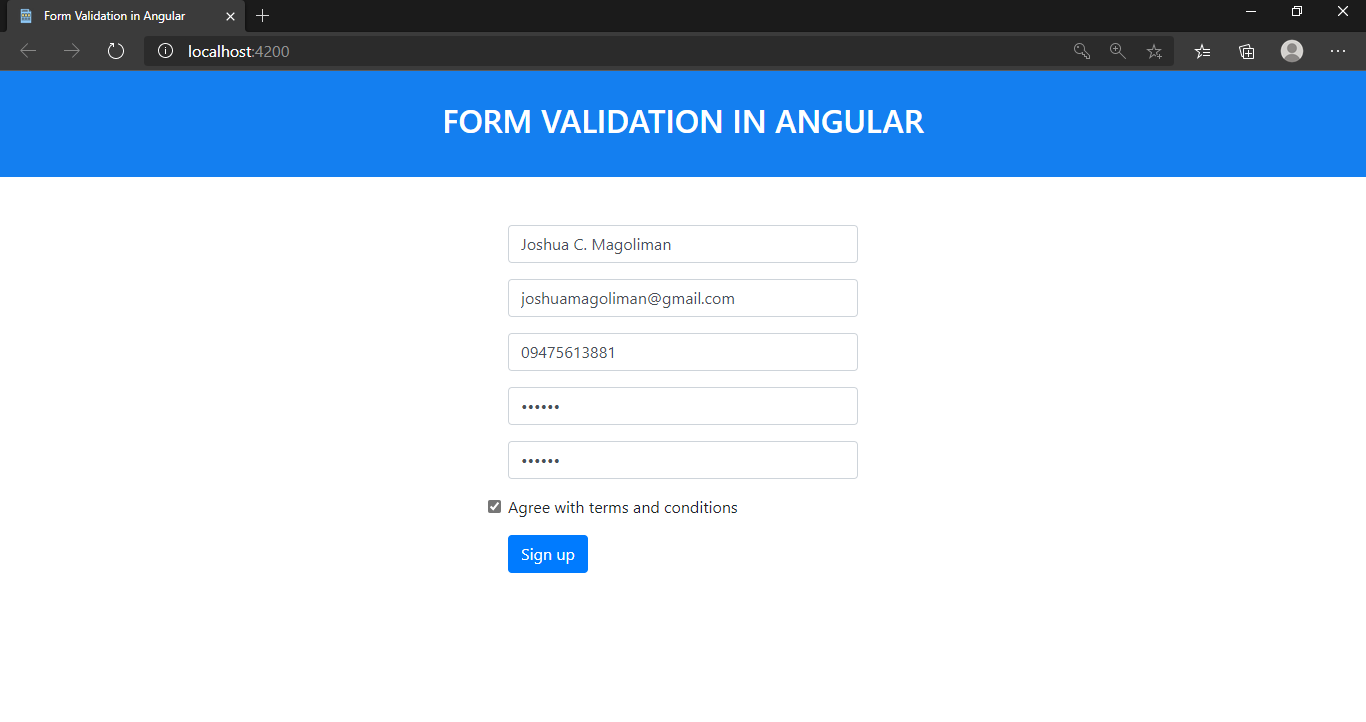 Form Validation in Angular
localhost:4200
FORM VALIDATION IN ANGULAR
Joshua C. Magoliman
joshuamagoliman@gmail.com
09475613881
••••••
••••••
Agree with terms and conditions
Sign up